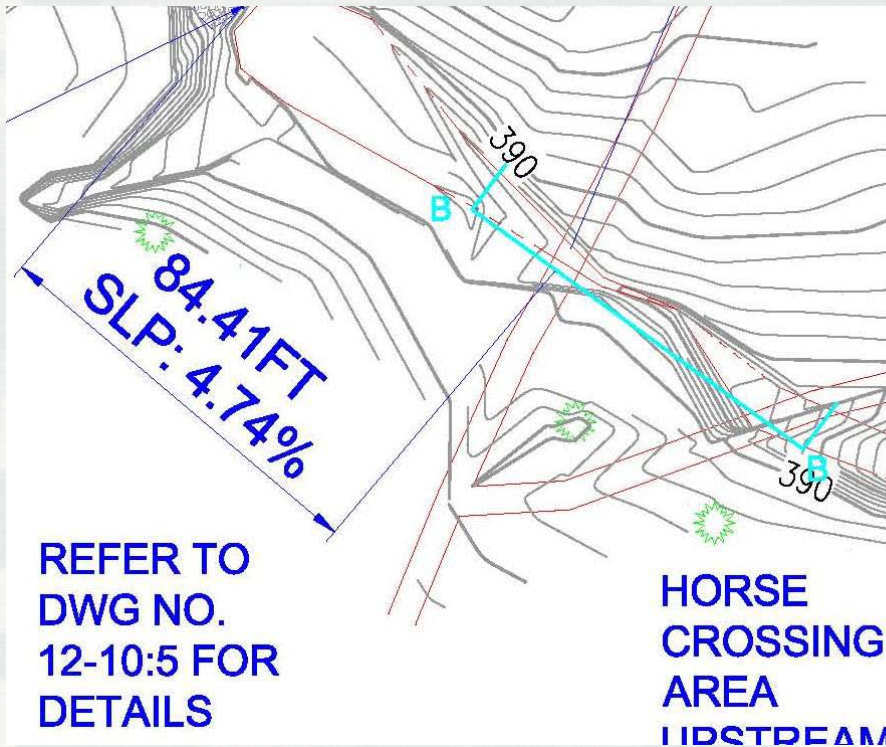 390
B
84.41FT
SLP: 4.74%
B
390
REFER TO
DWG NO.
12-10:5 FOR
DETAILS
HORSE
CROSSING
AREA
UPSTREAM